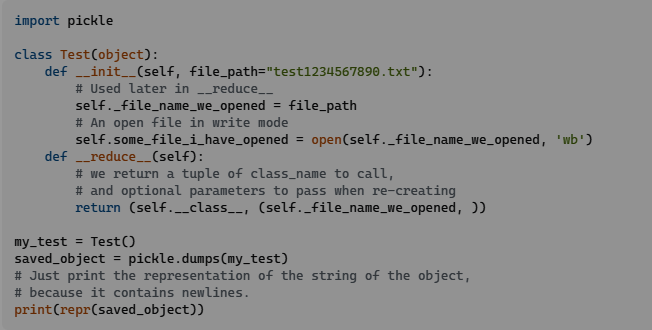 import pickle

class Test(object):
    def __init__(self, file_path="test1234567890.txt"):
        # Used later in __reduce__
        self._file_name_we_opened = file_path
        # An open file in write mode
        self.some_file_i_have_opened = open(self._file_name_we_opened, 'wb')
    def __reduce__(self):
        # we return a tuple of class_name to call,
        # and optional parameters to pass when re-creating
        return (self.__class__, (self._file_name_we_opened, ))

my_test = Test()
saved_object = pickle.dumps(my_test)
# Just print the representation of the string of the object,
# because it contains newlines.
print(repr(saved_object))